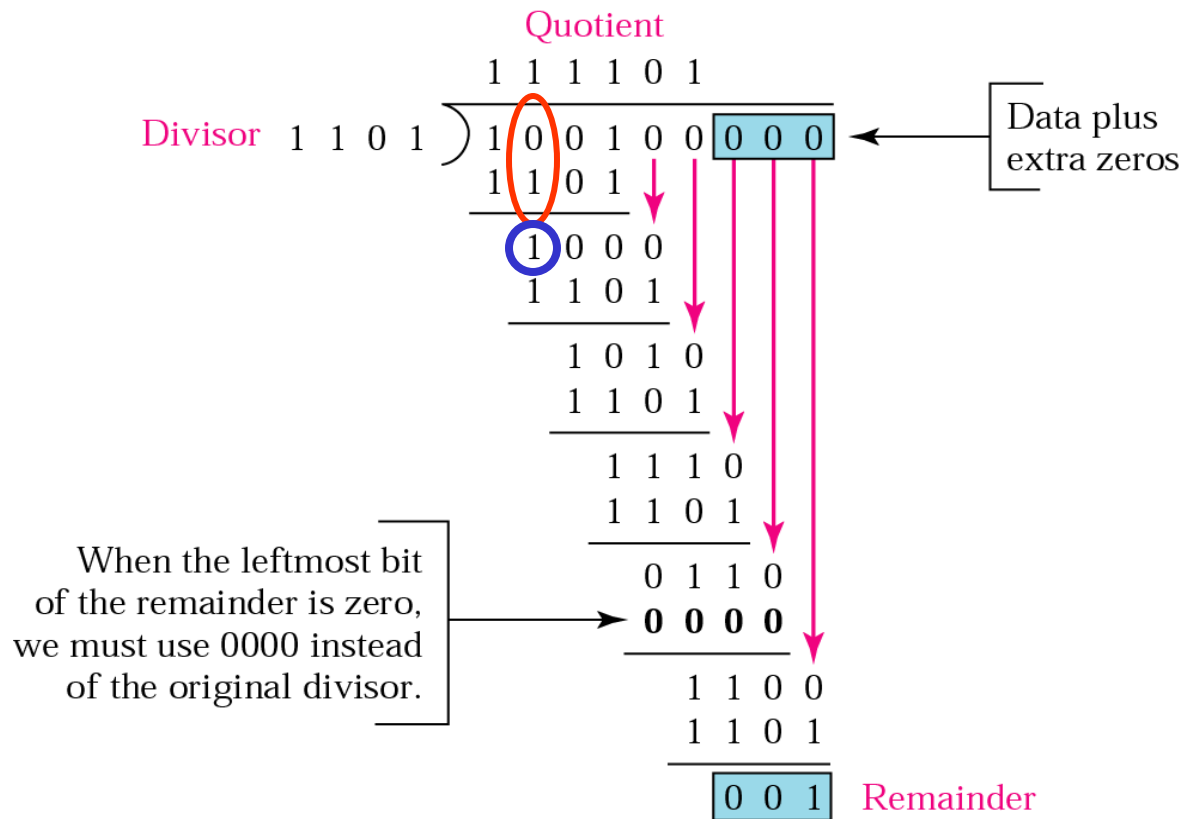 Quotient
1 1 1 1 0 1
Divisor 1 1 0 1 1 0 0 1 0 0 0 0 0
Data plus
extra zeros
1 1 0 1
1 0 0 0
1 1 0 1
1 0 1 0
1 1 0 1
1 1 1 0
1 1 0 1
When the leftmost bit
of the remainder is zero,
we must use 0000 instead
of the original divisor.
0 1 1 0
0 0 0 0
1 1 0 0
1 1 0 1
0 0 1 Remainder